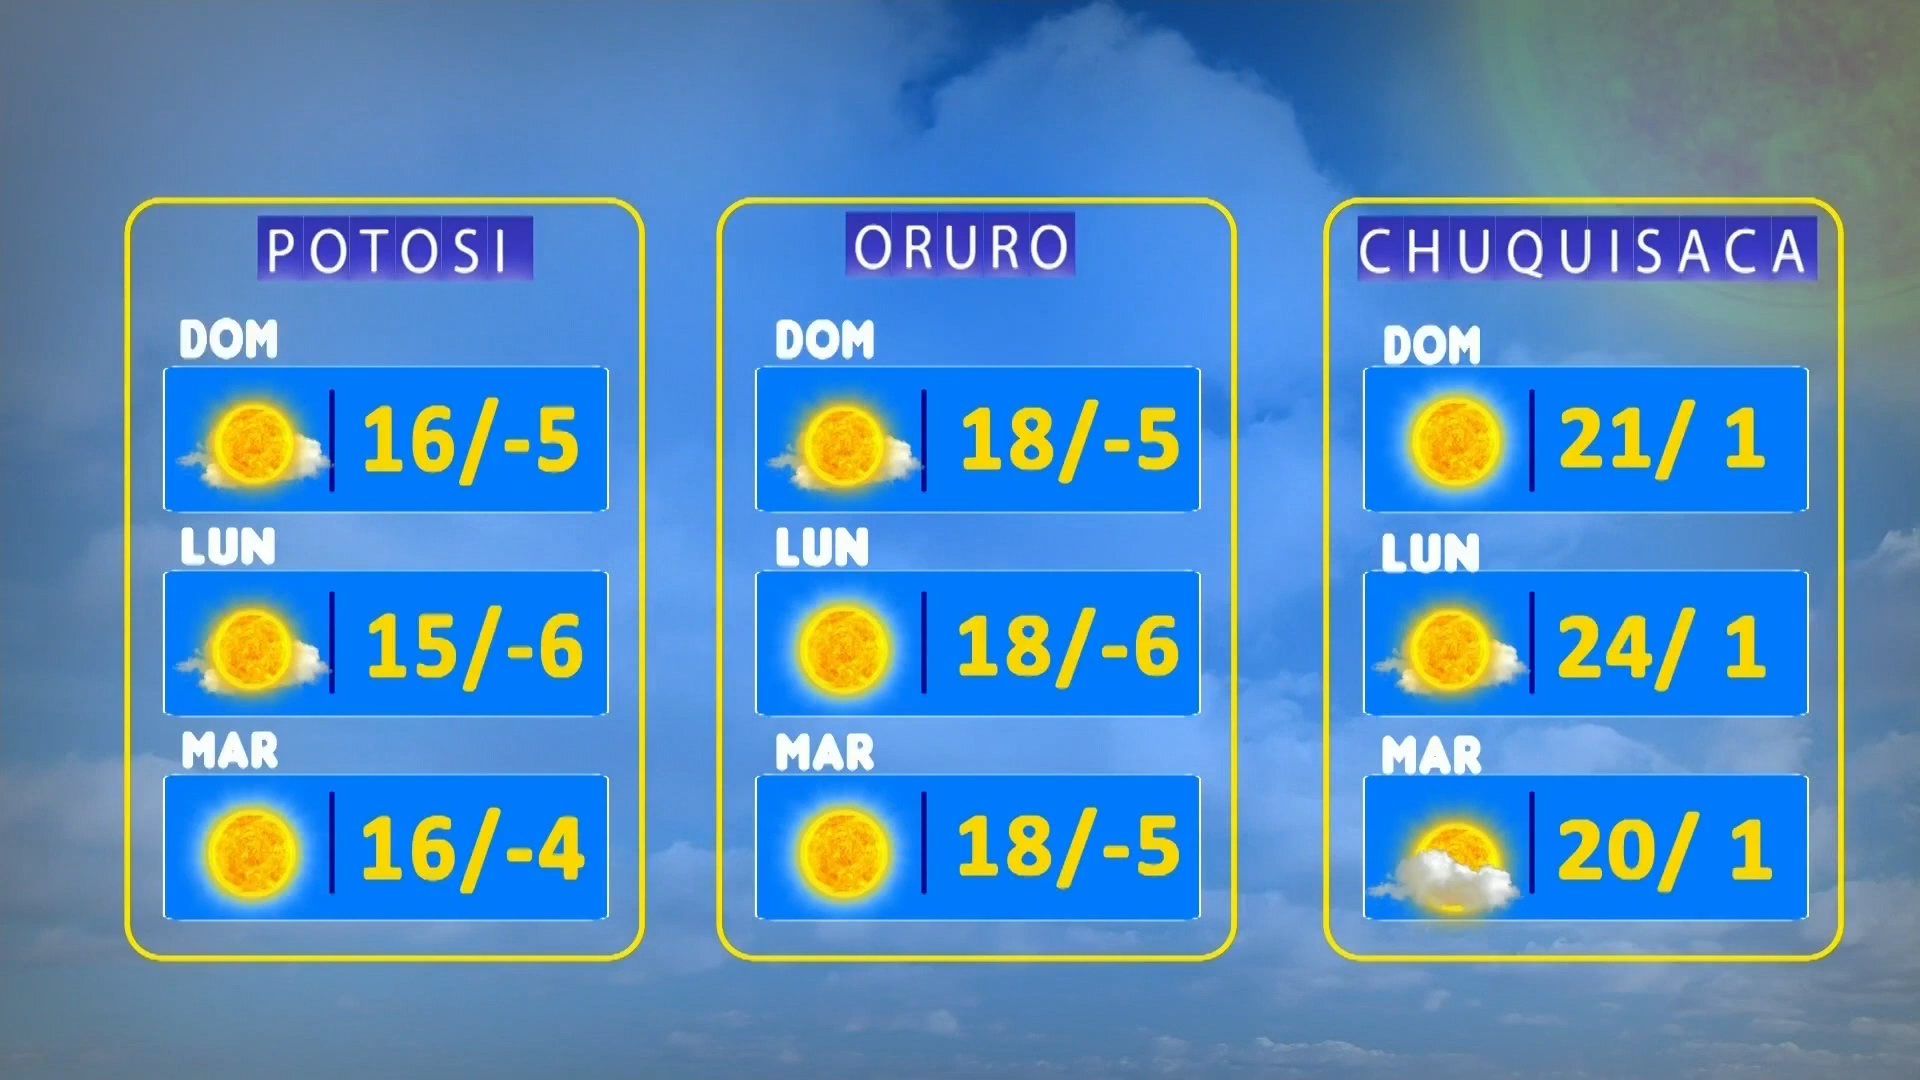 POTOSI
DOM
16/-5
LUN
15/-6
MAR
16/-4
ORURO
DOM
18/-5
LUN
18/-6
MAR
18/-5
CHUQUISACA
DOM
21/ 1
LUN
24/ 1
MAR
20/ 1